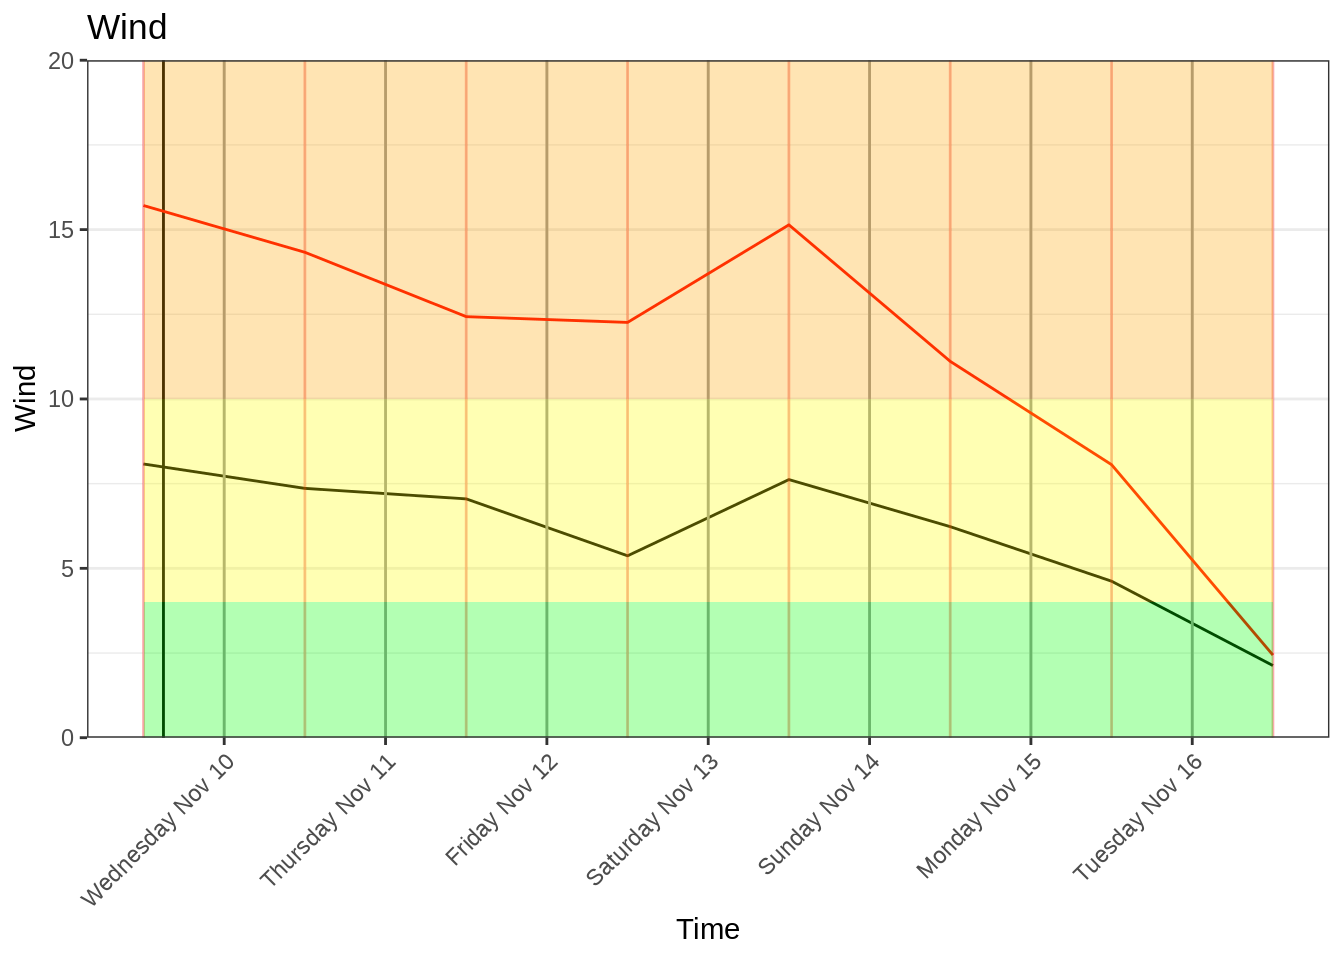 Wind
20
15
10
5
0
Wind
Wednesday Nov 10
Thursday Nov 11
Friday Nov 12
Saturday Nov 13
Sunday Nov 14
Monday Nov 15
Tuesday Nov 16
Time